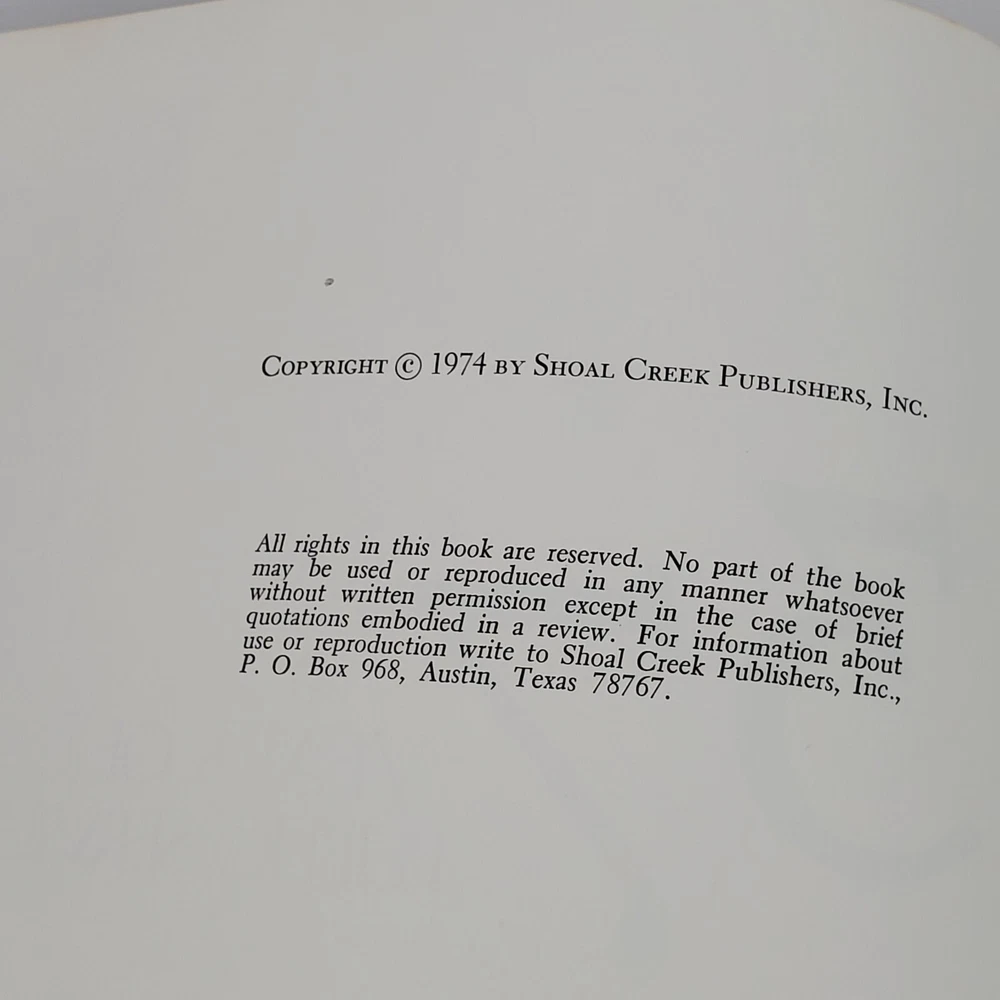 COPYRIGHT © 1974 BY SHOAL CREEK PUBLISHERS, INC.
All rights in this book are reserved. No part of the book
may be used or reproduced in any manner whatsoever
without written permission except in the case of brief
quotations embodied in a review. For information about
use or reproduction write to Shoal Creek Publishers, Inc.,
P. O. Box 968, Austin, Texas 78767.